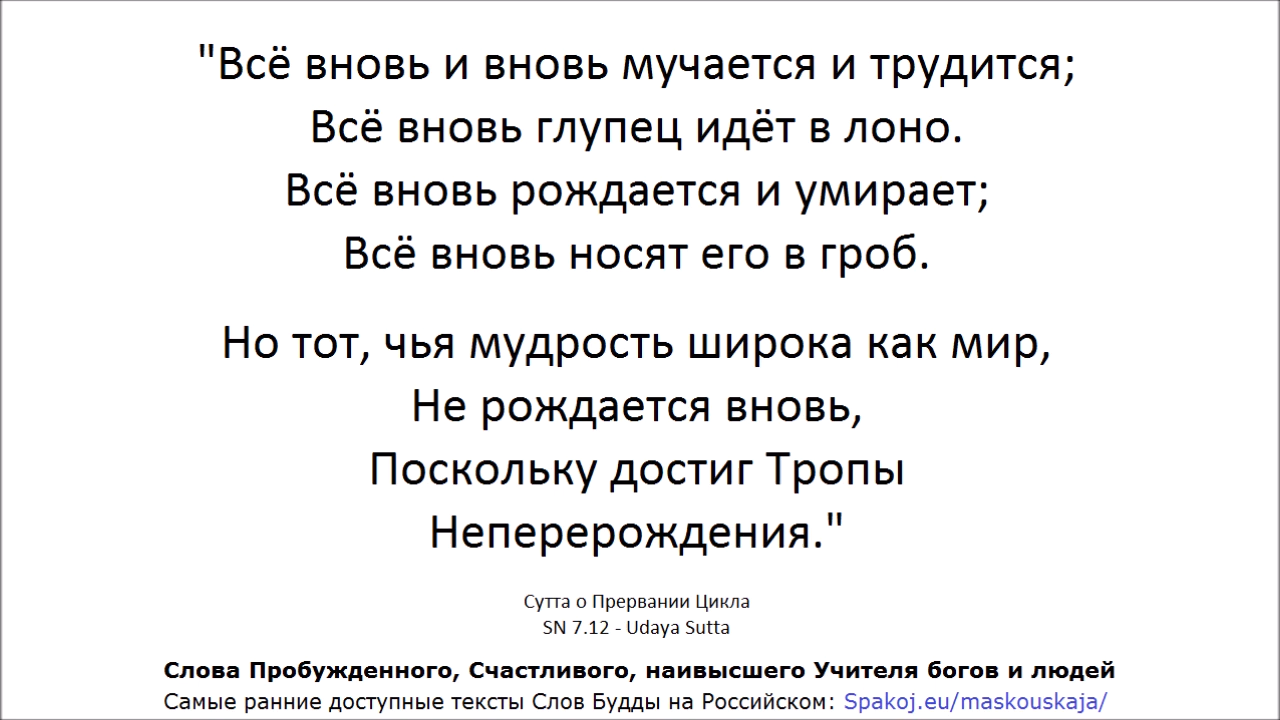 "Всё вновь и вновь мучается и трудится;
Всё вновь глупец идёт в лоно.
Всё вновь рождается и умирает;
Всё вновь носят его в гроб.
Но тот, чья мудрость широка как мир,
Не рождается вновь,
Поскольку достиг Тропы
Неперерождения."
Сутта о Прервании Цикла
SN 7.12 - Udaya Sutta
Слова Пробужденного, Счастливого, наивысшего Учителя богов и людей
Самые ранние доступные тексты Слов Будды на Российском: Spakoj.eu/maskouskaja/